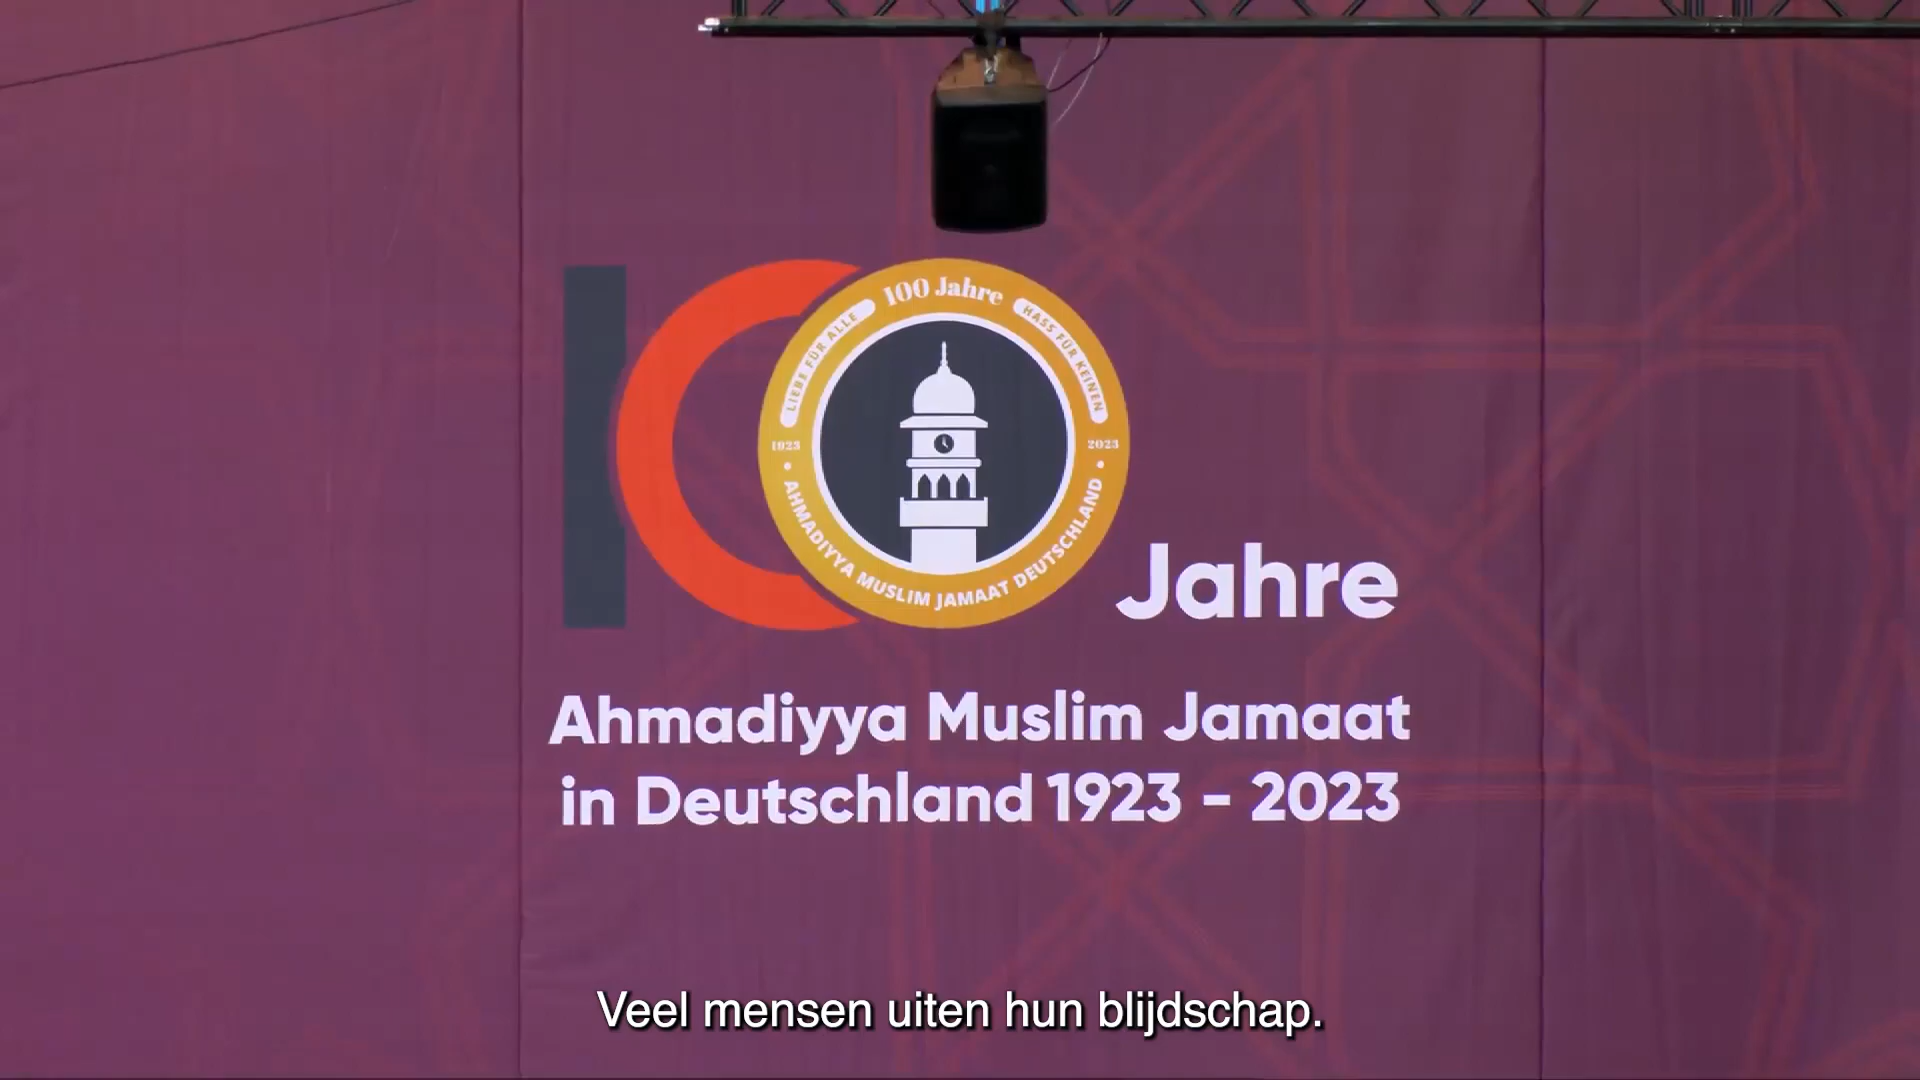 100 Jahre
LIEBE FÜR ALLE
HASS FÜR KEINEN
1923
2023
AHMADIYYA MUSLIM JAMAAT DEUTSCHLAND
100 Jahre
Ahmadiyya Muslim Jamaat
in Deutschland 1923 - 2023
Veel mensen uiten hun blijdschap.